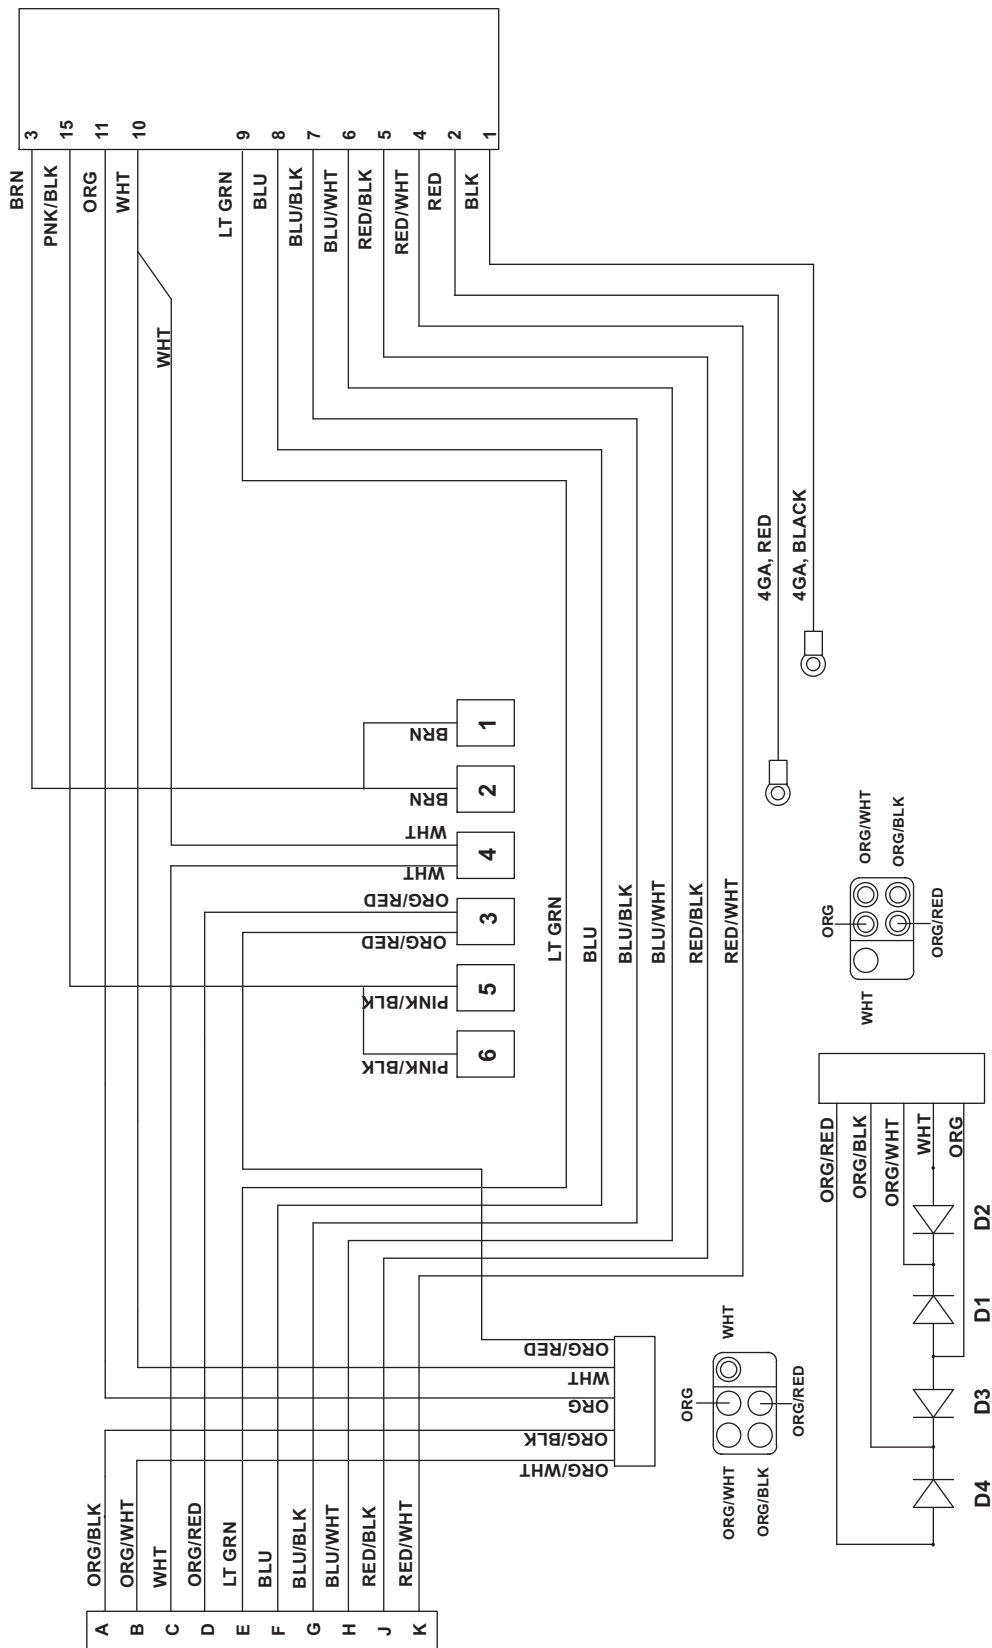 3
15
11
10
9
8
7
6
5
4
2
1
BRN
PNK/BLK
ORG
WHT
LT GRN
BLU
BLU/BLK
BLU/WHT
RED/BLK
RED/WHT
RED
BLK
WHT
4GA, RED
4GA, BLACK
BRN
BRN
WHT
WHT
ORG/RED
ORG/RED
PINK/BLK
PINK/BLK
1
2
4
3
5
6
LT GRN
BLU
BLU/BLK
BLU/WHT
RED/BLK
RED/WHT
ORG
ORG/WHT
ORG/BLK
ORG/RED
WHT
ORG/RED
ORG/BLK
ORG/WHT
WHT
ORG
D2
D1
D3
D4
ORG/RED
WHT
ORG
ORG/BLK
ORG/WHT
WHT
ORG
ORG/RED
ORG/WHT
ORG/BLK
ORG/BLK
ORG/WHT
WHT
ORG/RED
LT GRN
BLU
BLU/BLK
BLU/WHT
RED/BLK
RED/WHT
A
B
C
D
E
F
G
H
J
K